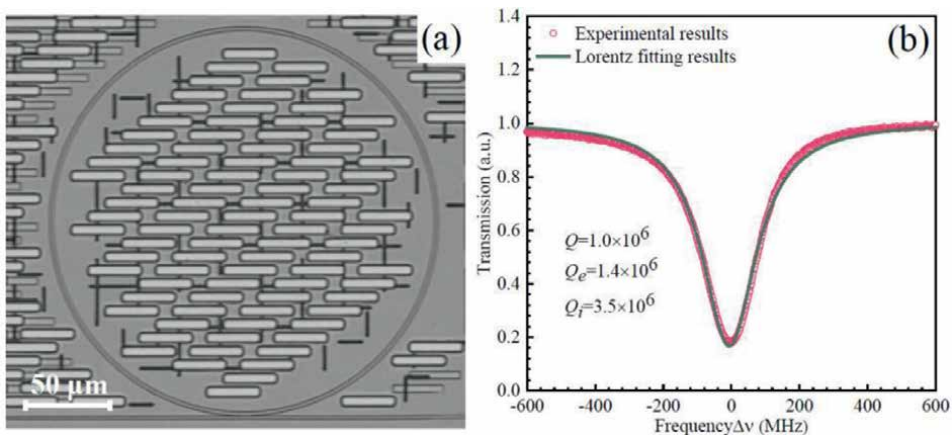 (a)
50 μm
(b)
Experimental results
Lorentz fitting results
Q=1.0×10⁶
Qₑ=1.4×10⁶
Qᵢ=3.5×10⁶
Transmission (a.u.)
1.4
1.2
1.0
0.8
0.6
0.4
0.2
0.0
-600 -400 -200 0 200 400 600
FrequencyΔν (MHz)